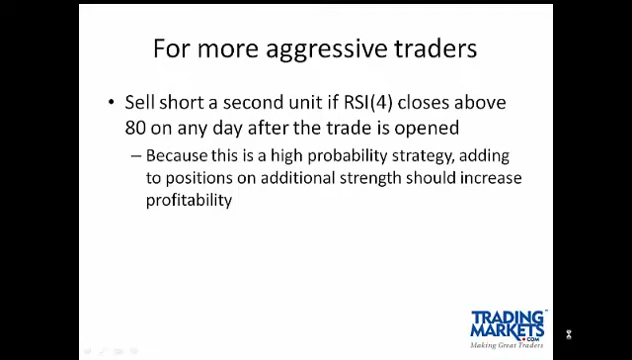 For more aggressive traders
• Sell short a second unit if RSI(4) closes above
80 on any day after the trade is opened
– Because this is a high probability strategy, adding
to positions on additional strength should increase
profitability
TRADING
MARKETS
.COM
Making Great Traders